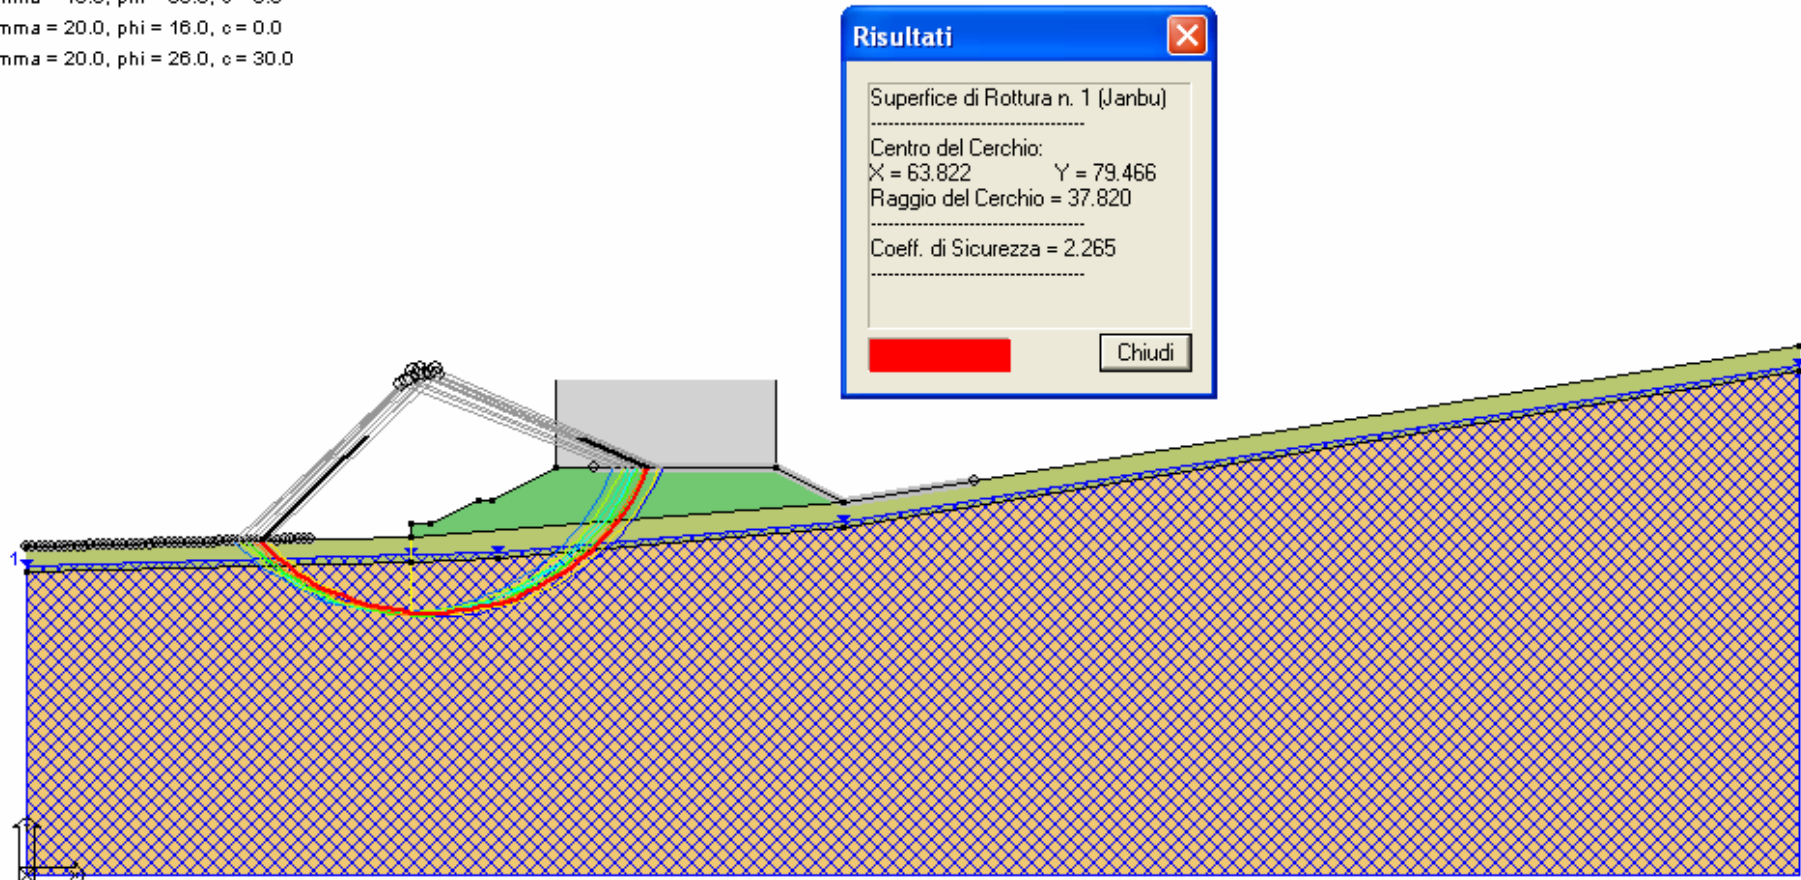 mma = 20.0, phi = 16.0, c = 0.0
mma = 20.0, phi = 26.0, c = 30.0
Risultati
Superfice di Rottura n. 1 (Janbu)
-----------------------------------
Centro del Cerchio:
X = 63.822 Y = 79.466
Raggio del Cerchio = 37.820
-----------------------------------
Coeff. di Sicurezza = 2.265
-----------------------------------
Chiudi
1